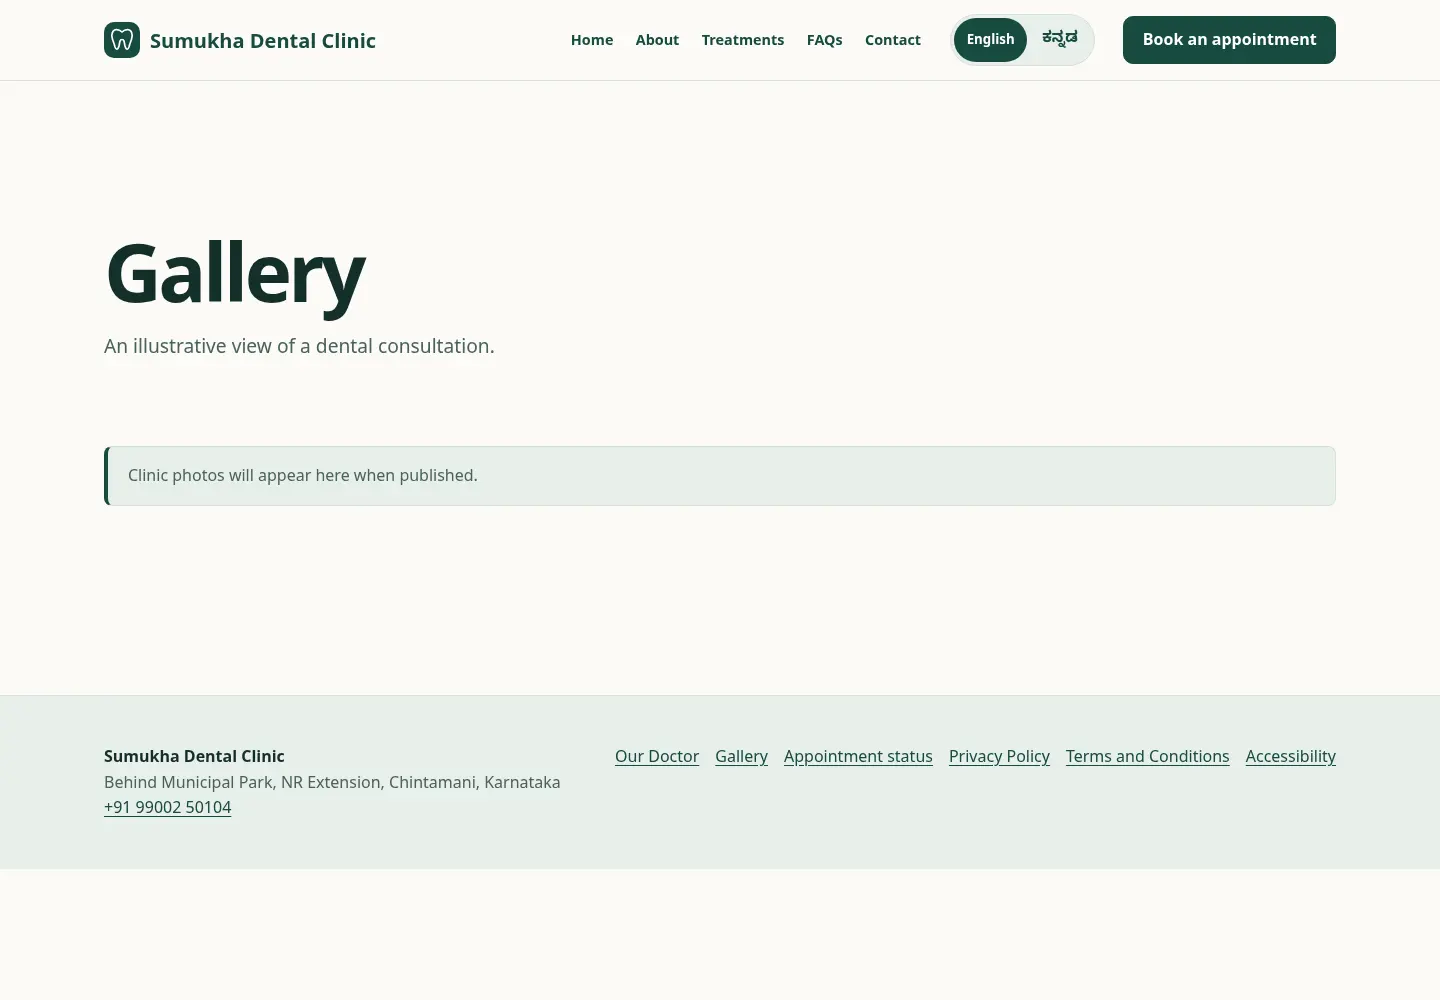 Sumukha Dental Clinic
Home About Treatments FAQs Contact English ಕನ್ನಡ Book an appointment
Gallery
An illustrative view of a dental consultation.
Clinic photos will appear here when published.
Sumukha Dental Clinic
Behind Municipal Park, NR Extension, Chintamani, Karnataka
+91 99002 50104
Our Doctor Gallery Appointment status Privacy Policy Terms and Conditions Accessibility